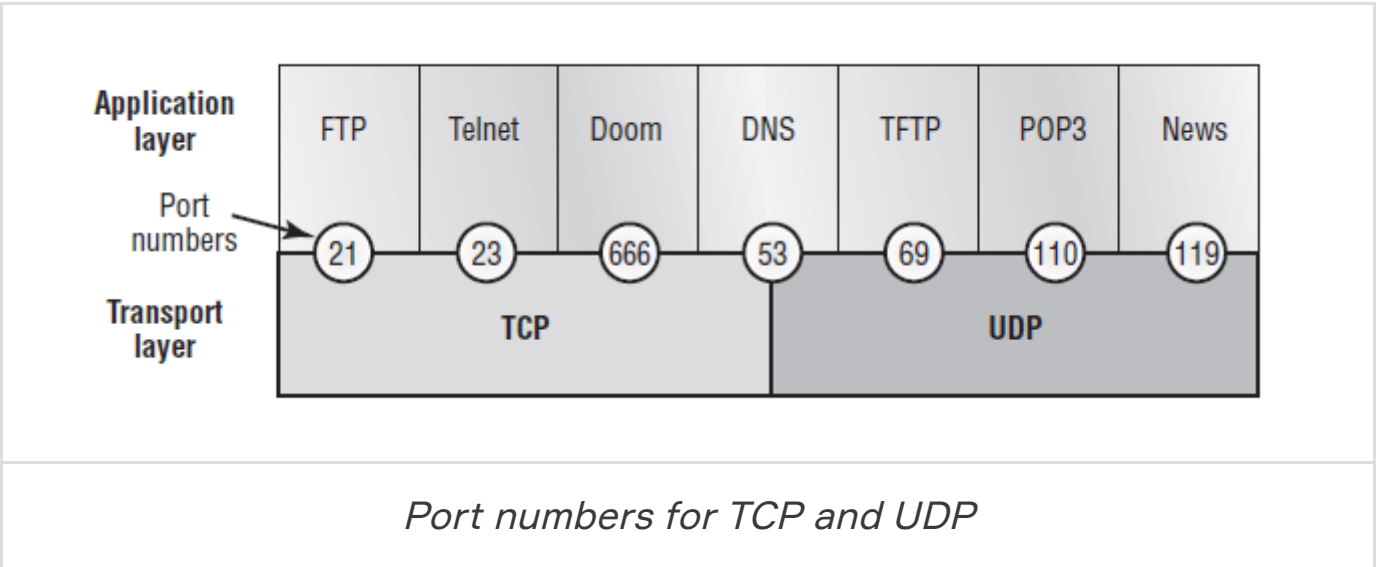 Application
layer
FTP Telnet Doom DNS TFTP POP3 News
Port
numbers
21 23 666 53 69 110 119
Transport
layer
TCP UDP
Port numbers for TCP and UDP